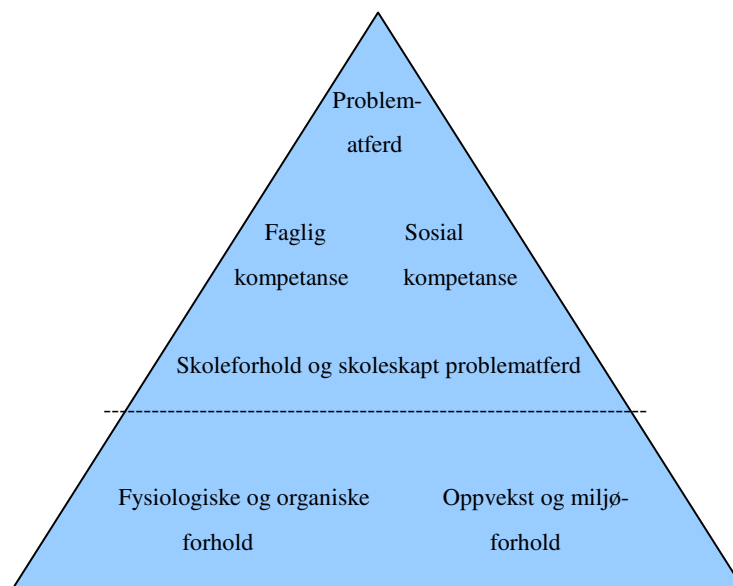 Problem-
atferd
Faglig Sosial
kompetanse kompetanse
Skoleforhold og skoleskapt problematferd
Fysiologiske og organiske Oppvekst og miljø-
forhold forhold